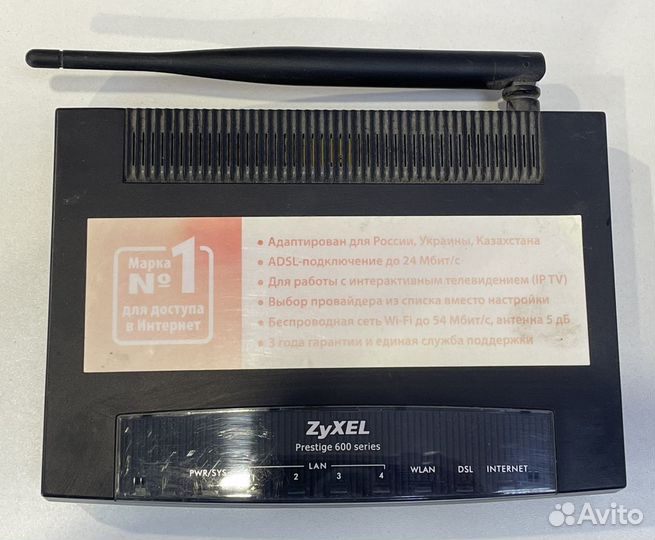 Марка
№1
для доступа
в Интернет
• Адаптирован для России, Украины, Казахстана
• ADSL-подключение до 24 Мбит/с
• Для работы с интерактивным телевидением (IP TV)
• Выбор провайдера из списка вместо настройки
• Беспроводная сеть Wi-Fi до 54 Мбит/с, антенна 5 дБ
• 3 года гарантии и единая служба поддержки
ZyXEL
Prestige 600 series
LAN
PWR/SYS 2 3 4 WLAN DSL INTERNET
Avito